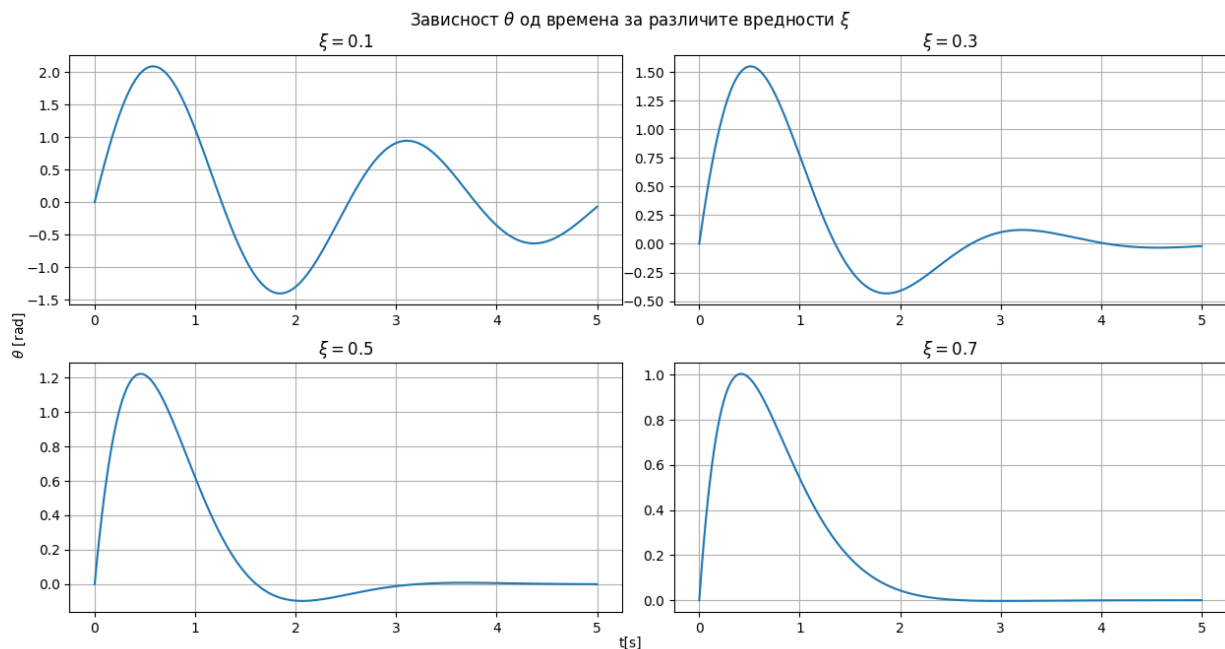 Зависност θ од времена за различите вредности ξ
ξ = 0.1
ξ = 0.3
2.0
1.5
1.0
0.5
0.0
−0.5
−1.0
−1.5
0 1 2 3 4 5
1.50
1.25
1.00
0.75
0.50
0.25
0.00
−0.25
−0.50
0 1 2 3 4 5
θ [rad]
ξ = 0.5
ξ = 0.7
1.2
1.0
0.8
0.6
0.4
0.2
0.0
0 1 2 3 4 5
1.0
0.8
0.6
0.4
0.2
0.0
0 1 2 3 4 5
t[s]